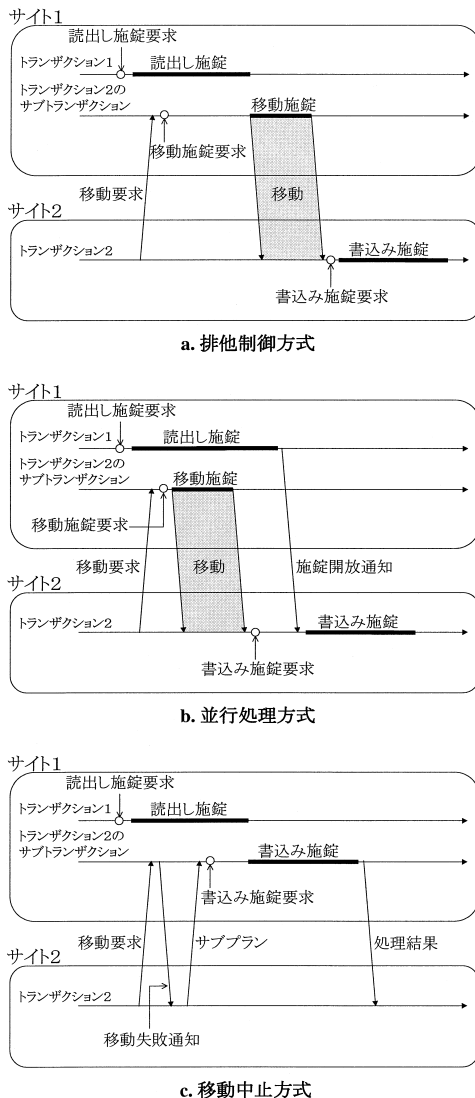 サイト1
読出し施錠要求
トランザクション1
読出し施錠
トランザクション2の
サブトランザクション
移動施錠
移動施錠要求
移動要求
移動
サイト2
トランザクション2
書込み施錠
書込み施錠要求
a. 排他制御方式
サイト1
読出し施錠要求
トランザクション1
読出し施錠
トランザクション2の
サブトランザクション
移動施錠
移動施錠要求
移動要求
移動
施錠開放通知
サイト2
トランザクション2
書込み施錠
書込み施錠要求
b. 並行処理方式
サイト1
読出し施錠要求
トランザクション1
読出し施錠
トランザクション2の
サブトランザクション
書込み施錠
書込み施錠要求
移動要求
サブプラン
処理結果
サイト2
トランザクション2
移動失敗通知
c. 移動中止方式